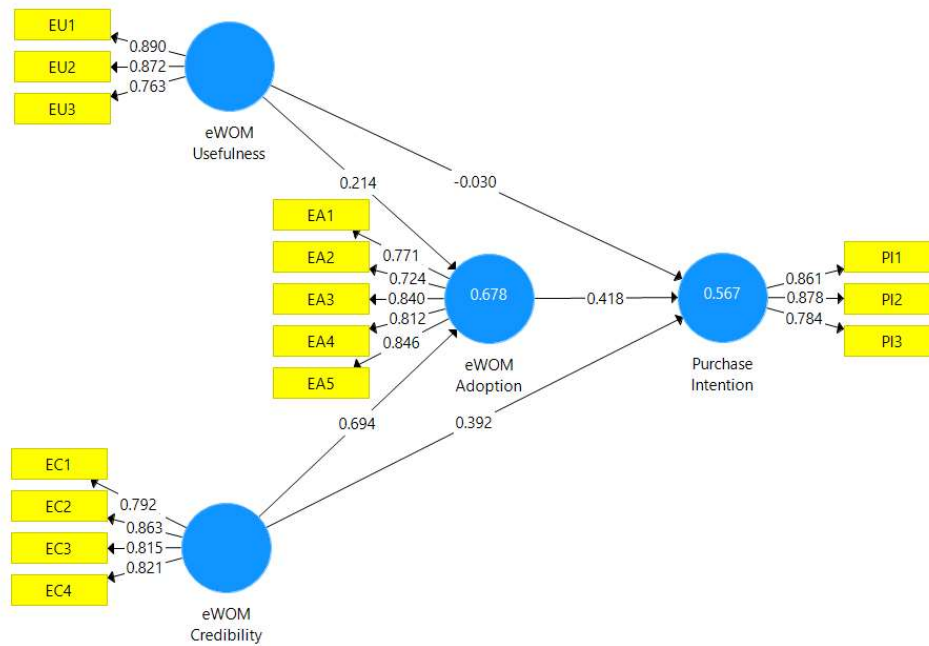 EU1
0.890
EU2
0.872
EU3
0.763
eWOM
Usefulness
0.214
-0.030
EA1
0.771
EA2
0.724
EA3
0.840
EA4
0.812
EA5
0.846
0.678
eWOM
Adoption
0.418
0.567
Purchase
Intention
PI1
0.861
PI2
0.878
PI3
0.784
0.694
0.392
EC1
0.792
EC2
0.863
EC3
0.815
EC4
0.821
eWOM
Credibility